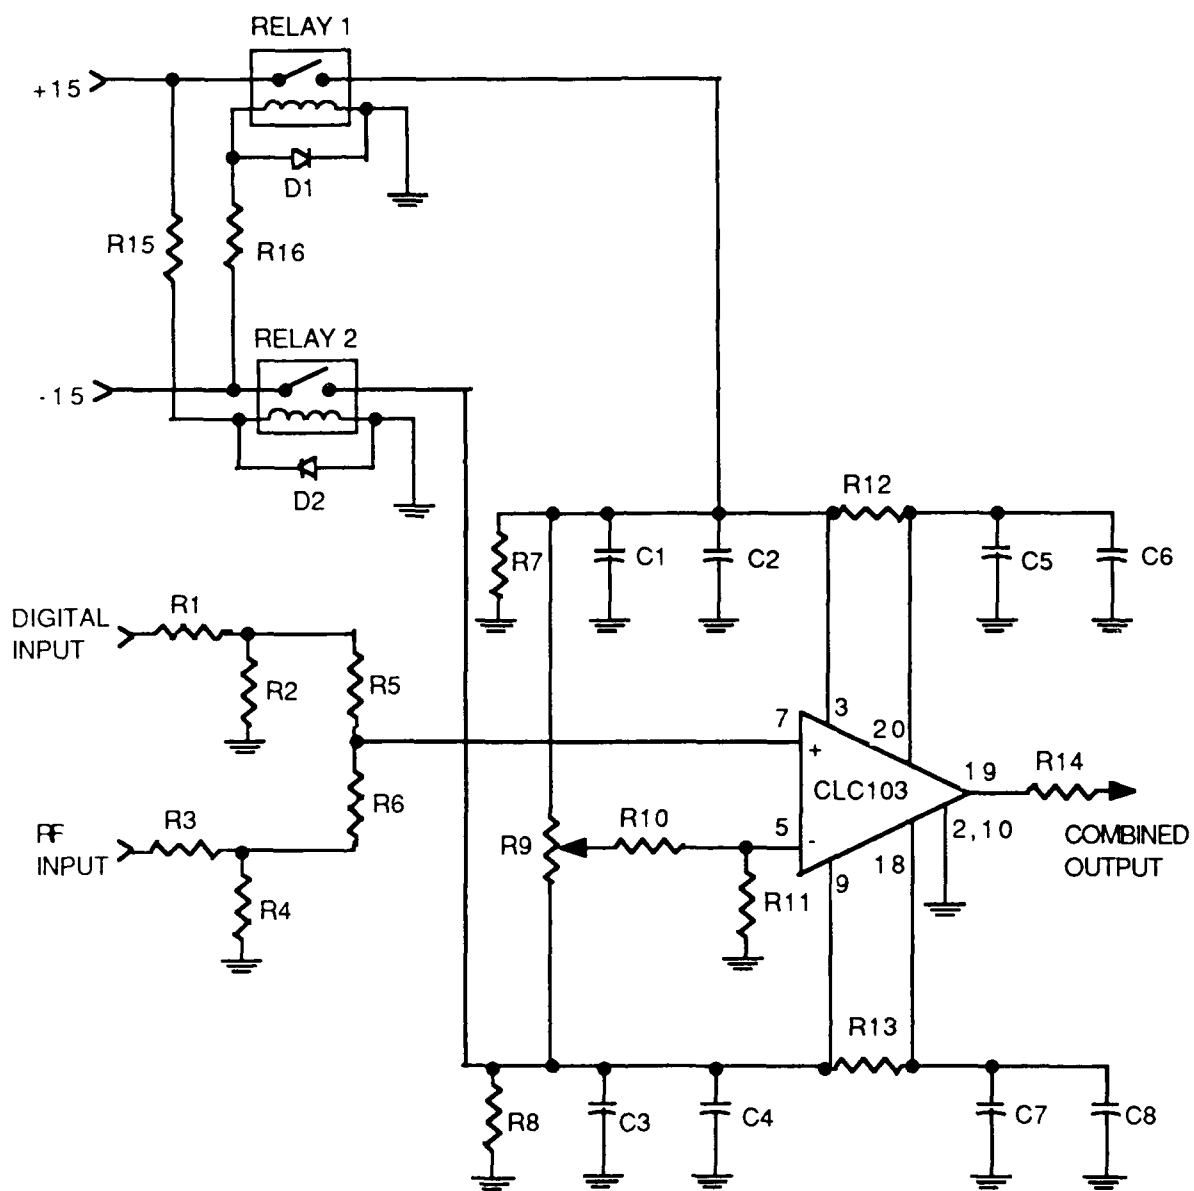 RELAY 1
+15
D1
R15
R16
RELAY 2
-15
D2
R12
R7
C1
C2
C5
C6
DIGITAL
INPUT
R1
R2
R5
7
3
20
+
CLC103
19
R14
RF
INPUT
R3
R6
R4
R9
R10
5
-
2,10
COMBINED
OUTPUT
18
9
R11
R13
R8
C3
C4
C7
C8